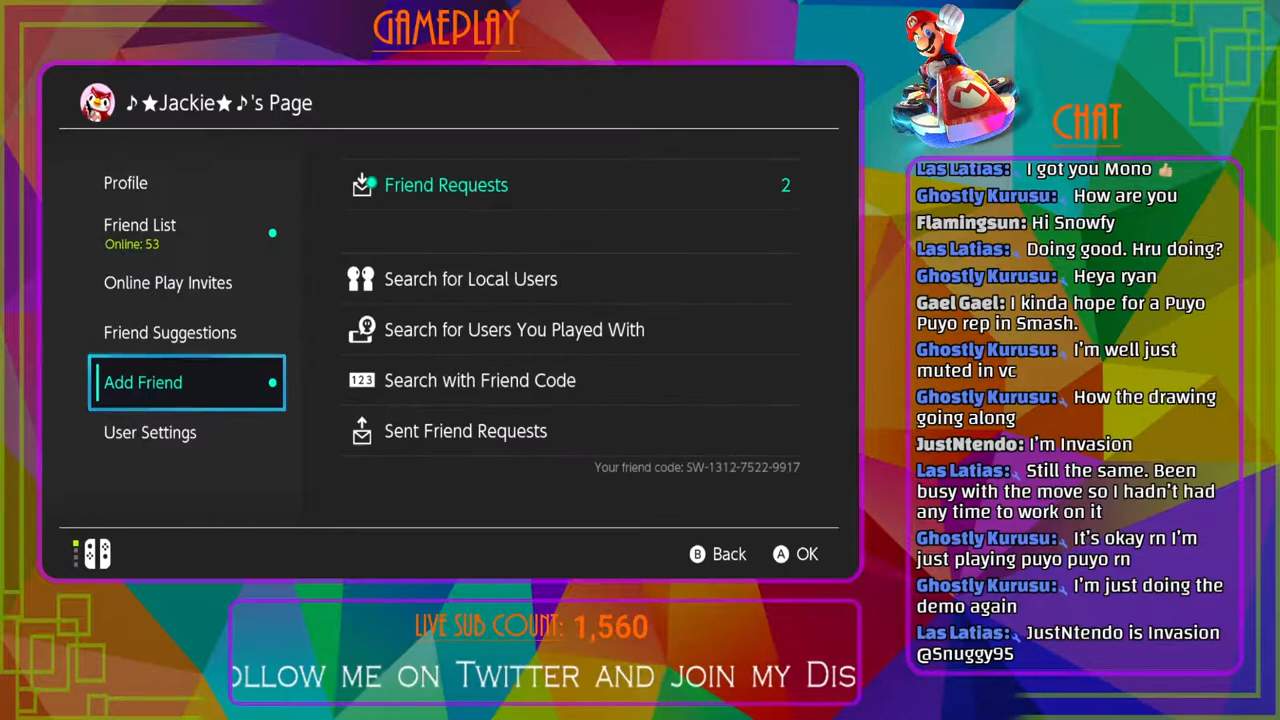 GAMEPLAY
♪★Jackie★♪'s Page
Profile
Friend List
Online: 53
Online Play Invites
Friend Suggestions
Add Friend
User Settings
Friend Requests 2
Search for Local Users
Search for Users You Played With
123 Search with Friend Code
Sent Friend Requests
Your friend code: SW-1312-7522-9917
B Back A OK
LIVE SUB COUNT: 1,560
OLLOW ME ON TWITTER AND JOIN MY DIS
M
CHAT
Las Latias: I got you Mono 👍🏼
Ghostly Kurusu: How are you
Flamingsun: Hi Snowfy
Las Latias: Doing good. Hru doing?
Ghostly Kurusu: Heya ryan
Gael Gael: I kinda hope for a Puyo
Puyo rep in Smash.
Ghostly Kurusu: I'm well just
muted in vc
Ghostly Kurusu: How the drawing
going along
JustNtendo: I'm Invasion
Las Latias: Still the same. Been
busy with the move so I hadn't had
any time to work on it
Ghostly Kurusu: It's okay rn I'm
just playing puyo puyo rn
Ghostly Kurusu: I'm just doing the
demo again
Las Latias: JustNtendo is Invasion
@Snuggy95